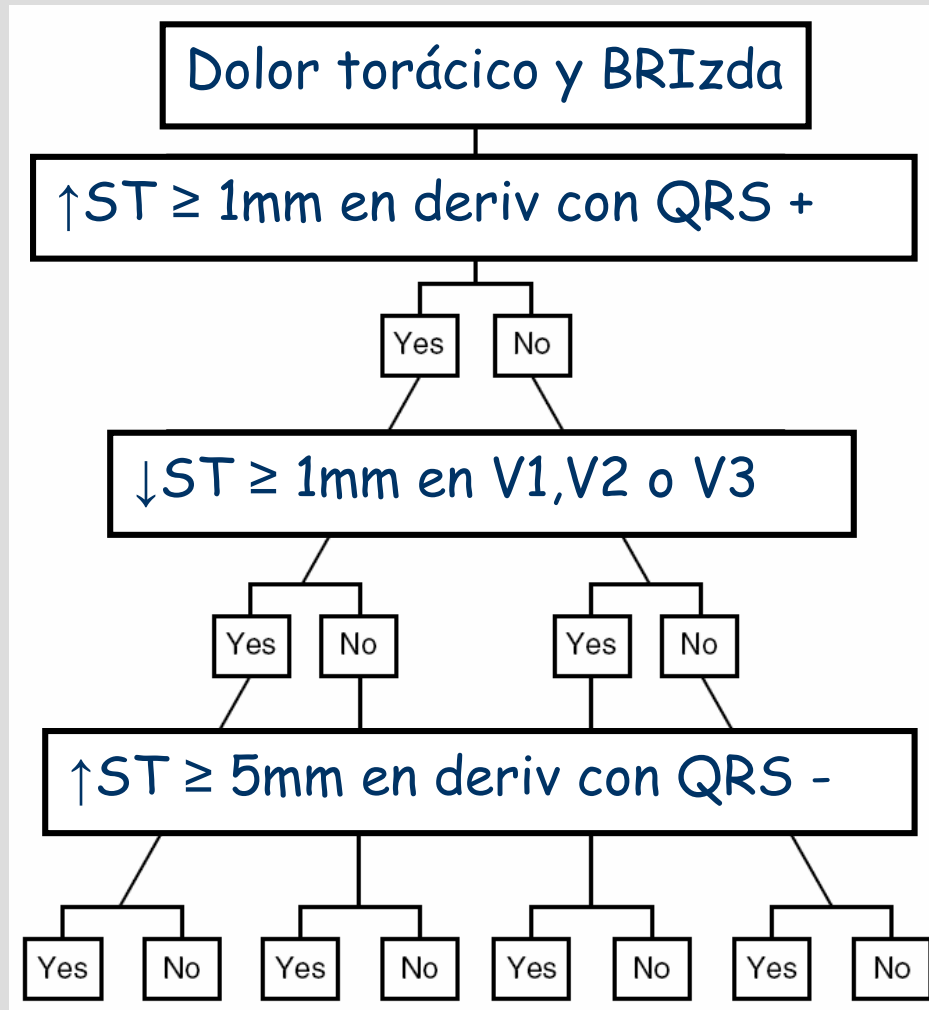 Dolor torácico y BRIzda
↑ST ≥ 1mm en deriv con QRS +
Yes No
↓ST ≥ 1mm en V1,V2 o V3
Yes No Yes No
↑ST ≥ 5mm en deriv con QRS -
Yes No Yes No Yes No Yes No